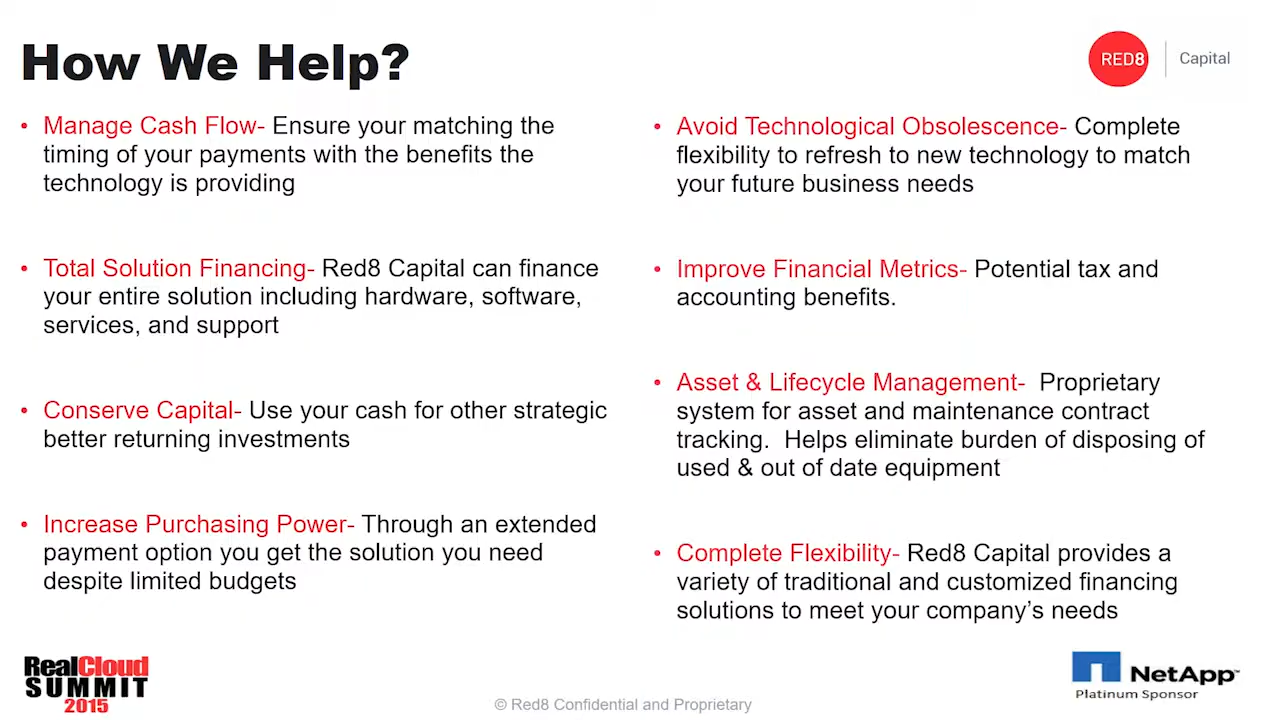 How We Help?
RED8 Capital
• Manage Cash Flow- Ensure your matching the
timing of your payments with the benefits the
technology is providing
• Total Solution Financing- Red8 Capital can finance
your entire solution including hardware, software,
services, and support
• Conserve Capital- Use your cash for other strategic
better returning investments
• Increase Purchasing Power- Through an extended
payment option you get the solution you need
despite limited budgets
• Avoid Technological Obsolescence- Complete
flexibility to refresh to new technology to match
your future business needs
• Improve Financial Metrics- Potential tax and
accounting benefits.
• Asset & Lifecycle Management-  Proprietary
system for asset and maintenance contract
tracking.  Helps eliminate burden of disposing of
used & out of date equipment
• Complete Flexibility- Red8 Capital provides a
variety of traditional and customized financing
solutions to meet your company's needs
RealCloud
SUMMIT
2015
© Red8 Confidential and Proprietary
NetApp™
Platinum Sponsor